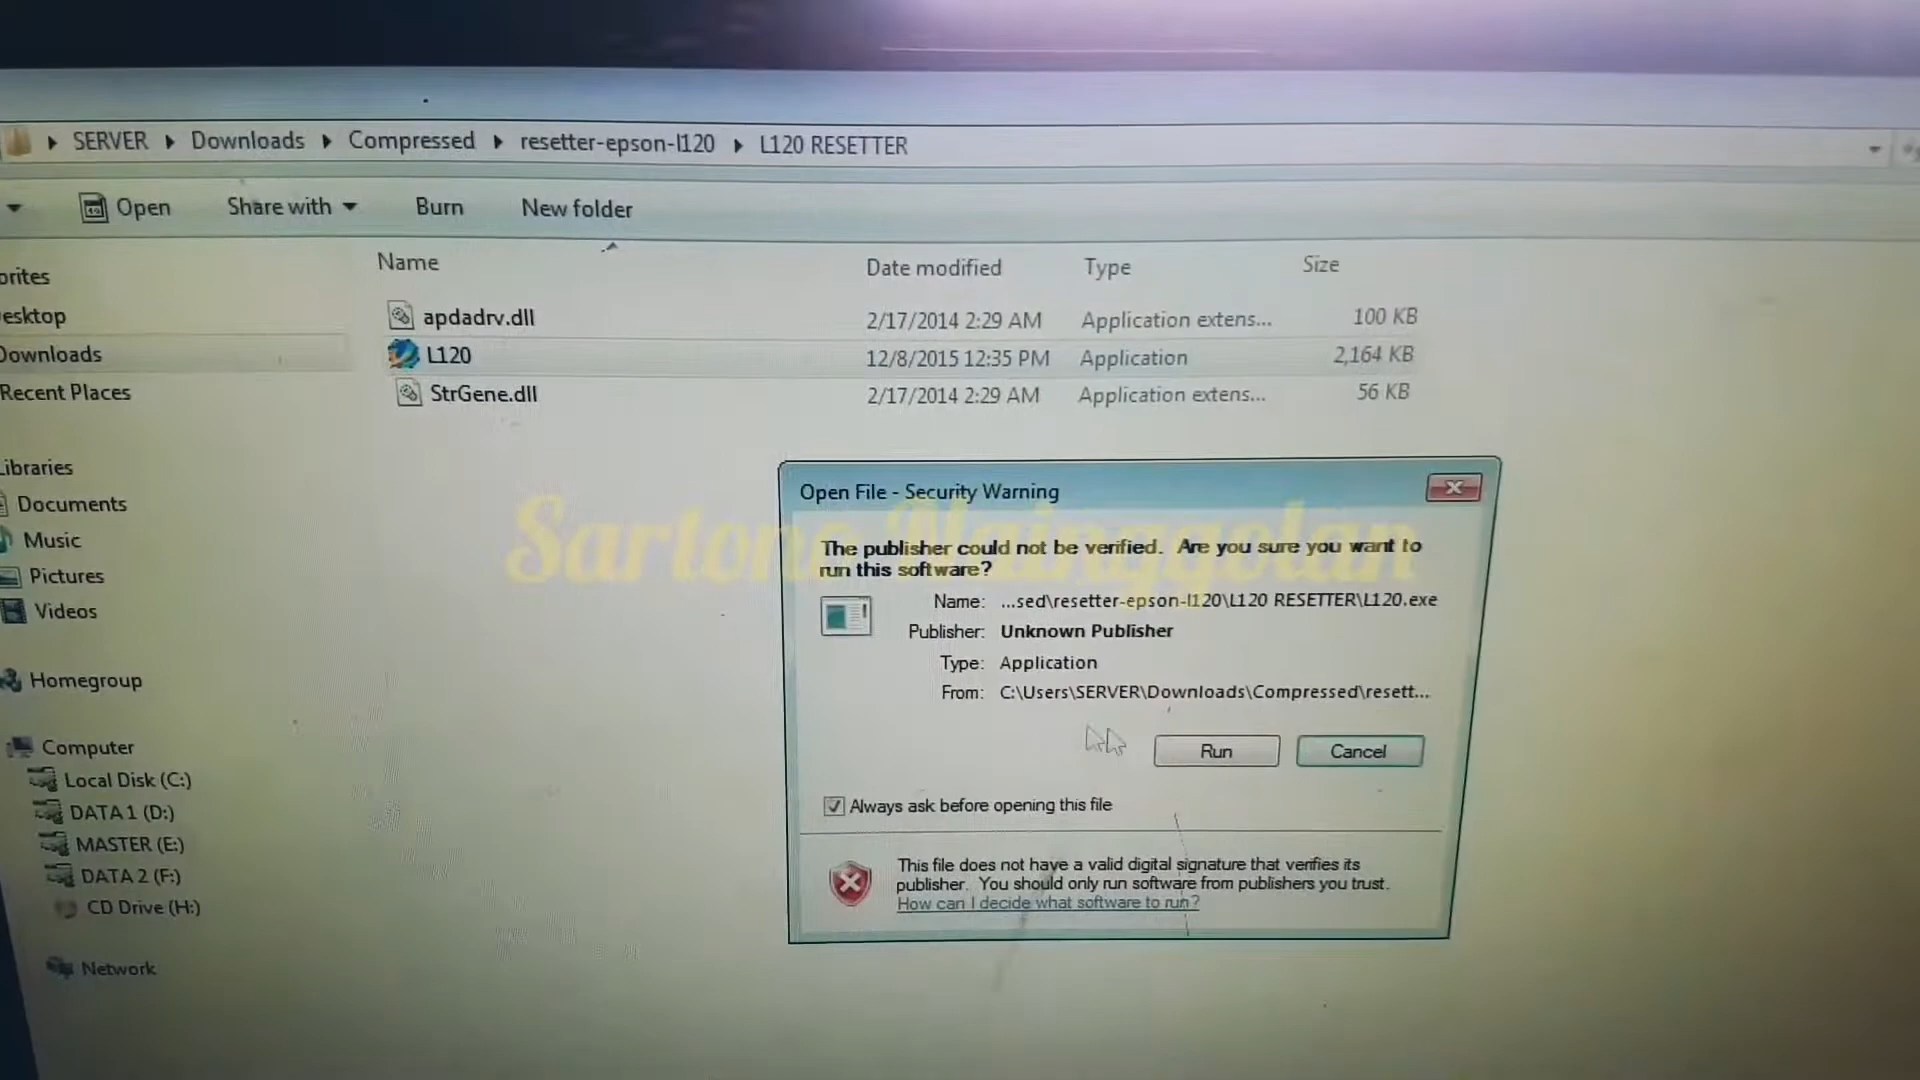 SERVER Downloads Compressed resetter-epson-l120 L120 RESETTER
Open Share with Burn New folder
Name Date modified Type Size
apdadrv.dll 2/17/2014 2:29 AM Application extens... 100 KB
L120 12/8/2015 12:35 PM Application 2,164 KB
StrGene.dll 2/17/2014 2:29 AM Application extens... 56 KB
orites
esktop
Downloads
Recent Places
Libraries
Documents
Music
Pictures
Videos
Homegroup
Computer
Local Disk (C:)
DATA 1 (D:)
MASTER (E:)
DATA 2 (F:)
CD Drive (H:)
Network
Sartono Nainggolan
Open File - Security Warning
The publisher could not be verified. Are you sure you want to
run this software?
Name: ...sed\resetter-epson-l120\L120 RESETTER\L120.exe
Publisher: Unknown Publisher
Type: Application
From: C:\Users\SERVER\Downloads\Compressed\resett...
Run Cancel
Always ask before opening this file
This file does not have a valid digital signature that verifies its
publisher. You should only run software from publishers you trust.
How can I decide what software to run?